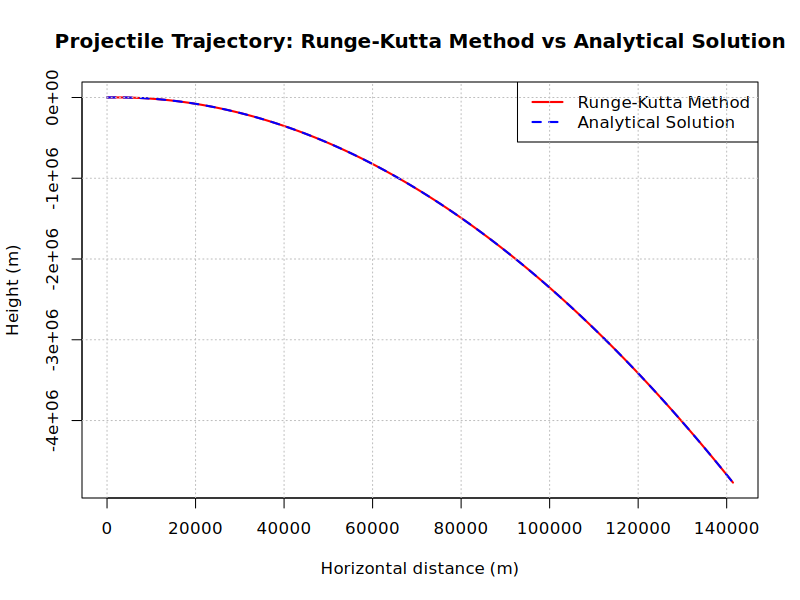 Projectile Trajectory: Runge-Kutta Method vs Analytical Solution
Runge-Kutta Method
Analytical Solution
Height (m)
0e+00
-1e+06
-2e+06
-3e+06
-4e+06
0 20000 40000 60000 80000 100000 120000 140000
Horizontal distance (m)